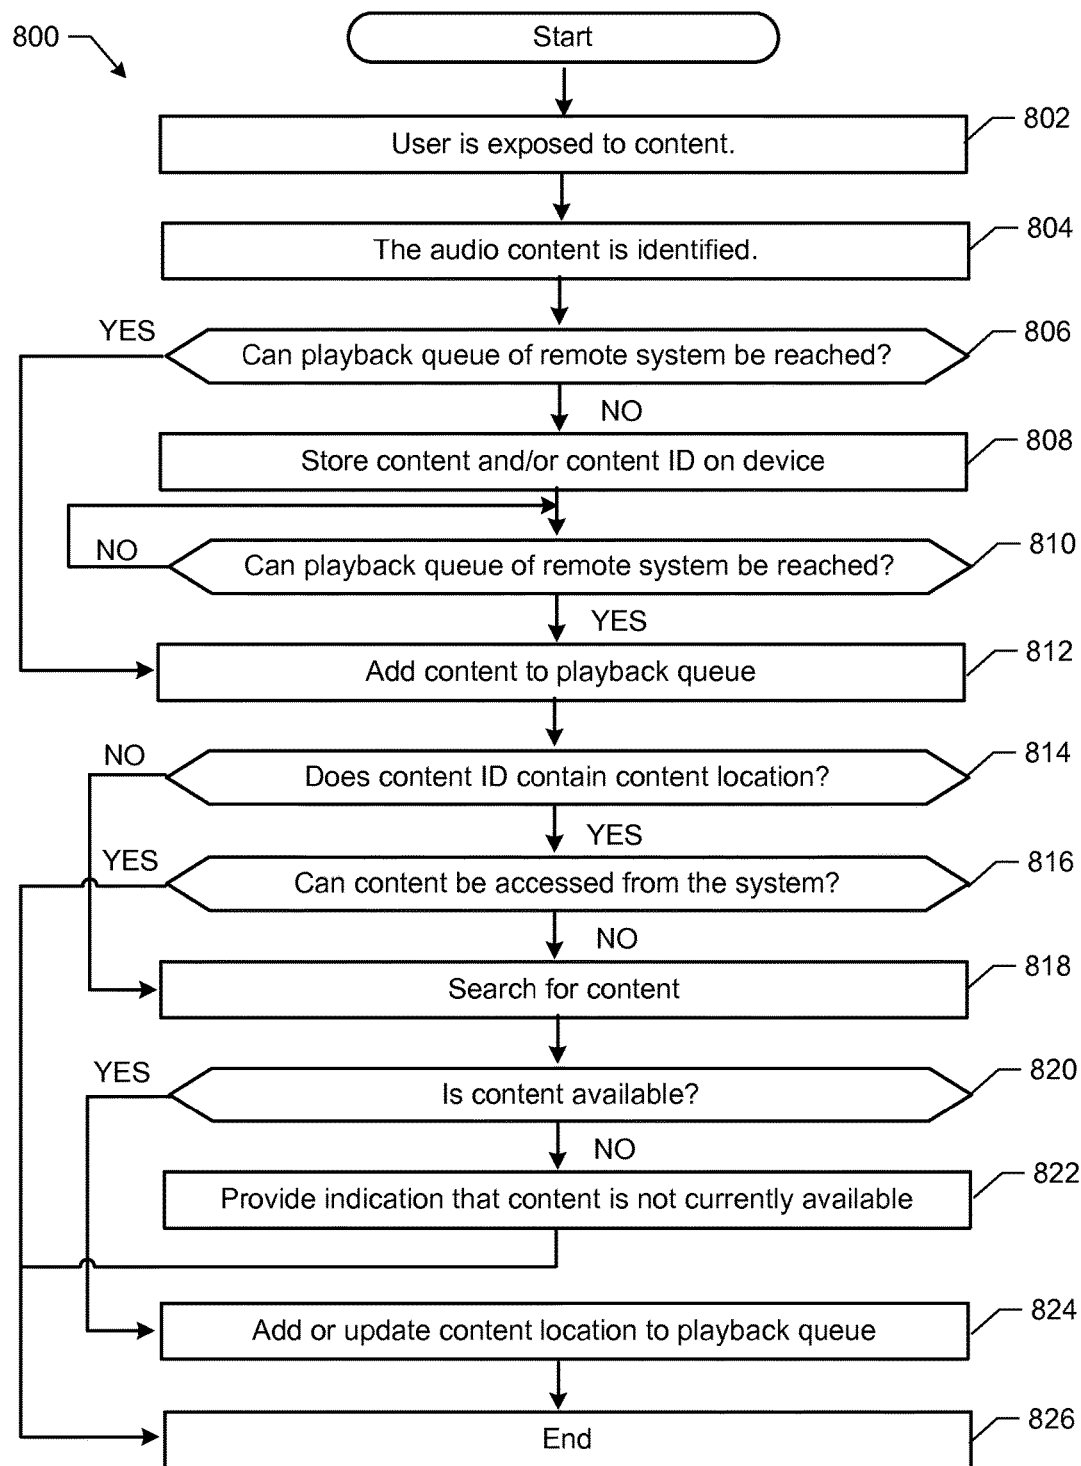 800
Start
802
User is exposed to content.
804
The audio content is identified.
YES
806
Can playback queue of remote system be reached?
NO
808
Store content and/or content ID on device
NO
810
Can playback queue of remote system be reached?
YES
812
Add content to playback queue
NO
814
Does content ID contain content location?
YES
YES
816
Can content be accessed from the system?
NO
818
Search for content
YES
820
Is content available?
NO
822
Provide indication that content is not currently available
824
Add or update content location to playback queue
826
End